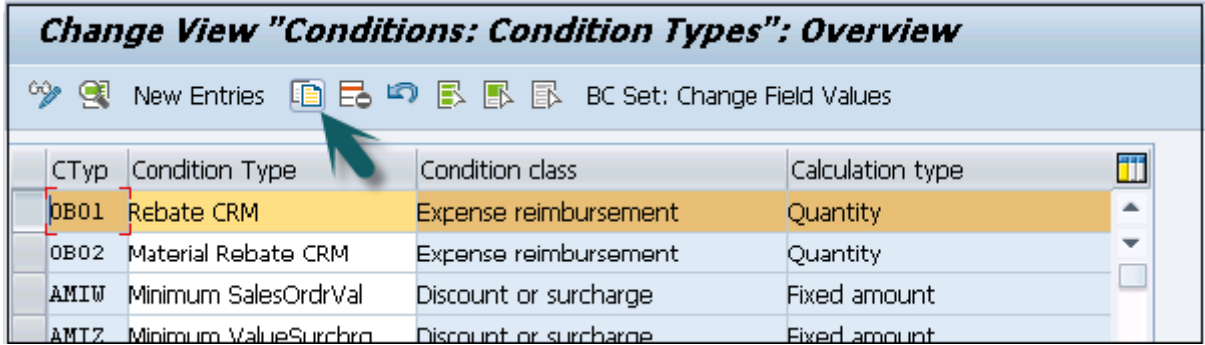 Change View "Conditions: Condition Types": Overview
New Entries BC Set: Change Field Values
CTyp Condition Type Condition class Calculation type
0B01 Rebate CRM Expense reimbursement Quantity
0B02 Material Rebate CRM Expense reimbursement Quantity
AMIW Minimum SalesOrdrVal Discount or surcharge Fixed amount
AMIZ Minimum ValueSurchrg Discount or surcharge Fixed amount